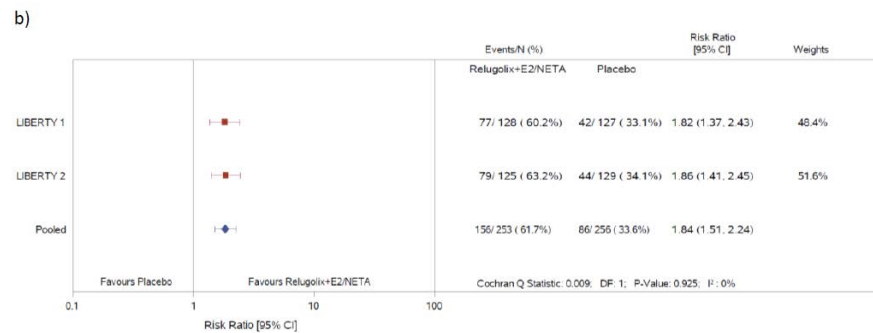 b)
Events/N (%) Risk Ratio [95% CI] Weights
Relugolix+E2/NETA Placebo
LIBERTY 1 77/ 128 ( 60.2%) 42/ 127 ( 33.1%) 1.82 (1.37, 2.43) 48.4%
LIBERTY 2 79/ 125 ( 63.2%) 44/ 129 ( 34.1%) 1.86 (1.41, 2.45) 51.6%
Pooled 156/ 253 ( 61.7%) 86/ 256 ( 33.6%) 1.84 (1.51, 2.24)
Favours Placebo Favours Relugolix+E2/NETA Cochran Q Statistic: 0.009; DF: 1; P-Value: 0.925; I² : 0%
0.1 1 10 100
Risk Ratio [95% CI]